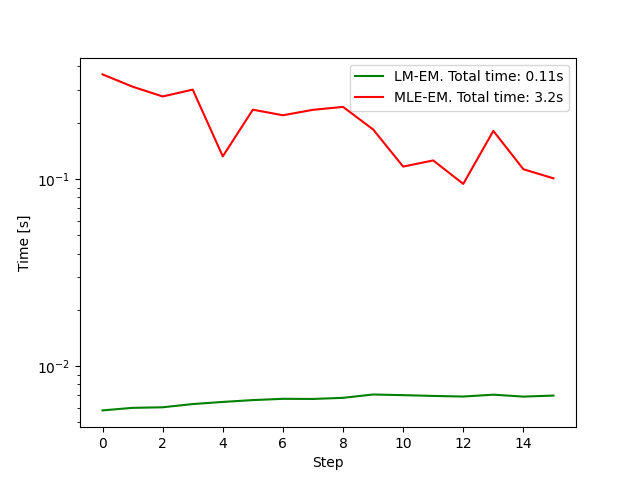 LM-EM. Total time: 0.11s
MLE-EM. Total time: 3.2s
10⁻¹
10⁻²
Time [s]
0 2 4 6 8 10 12 14
Step